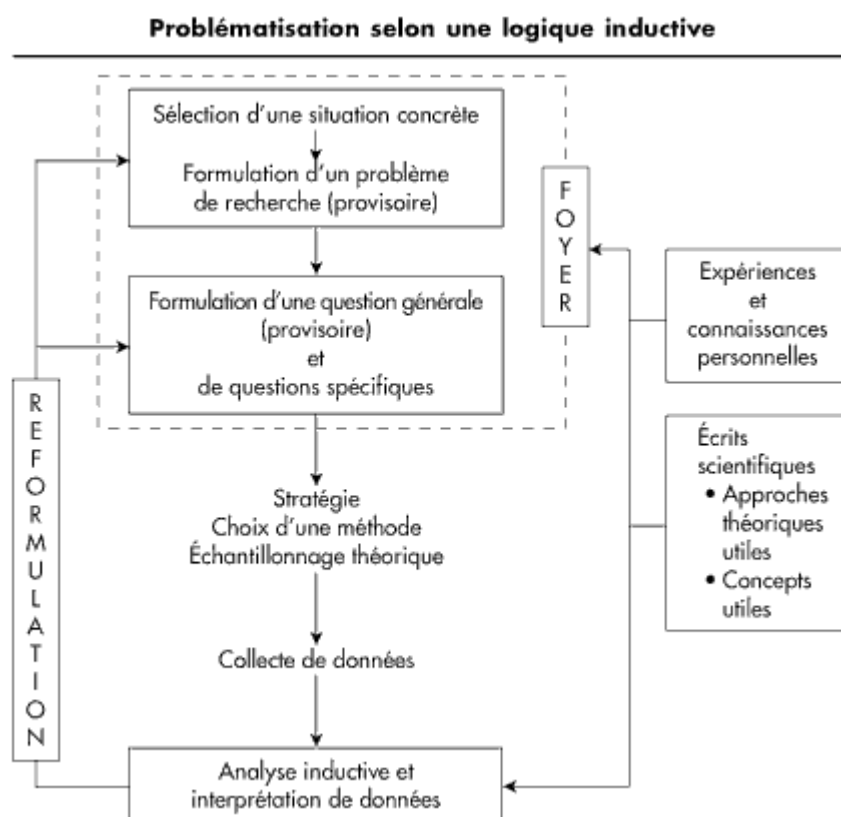 Problématisation selon une logique inductive
Sélection d'une situation concrète
Formulation d'un problème
de recherche (provisoire)
Formulation d'une question générale
(provisoire)
et
de questions spécifiques
FOYER
Expériences
et
connaissances
personnelles
Écrits
scientifiques
• Approches
théoriques
utiles
• Concepts
utiles
REFORMULATION
Stratégie
Choix d'une méthode
Échantillonnage théorique
Collecte de données
Analyse inductive et
interprétation de données